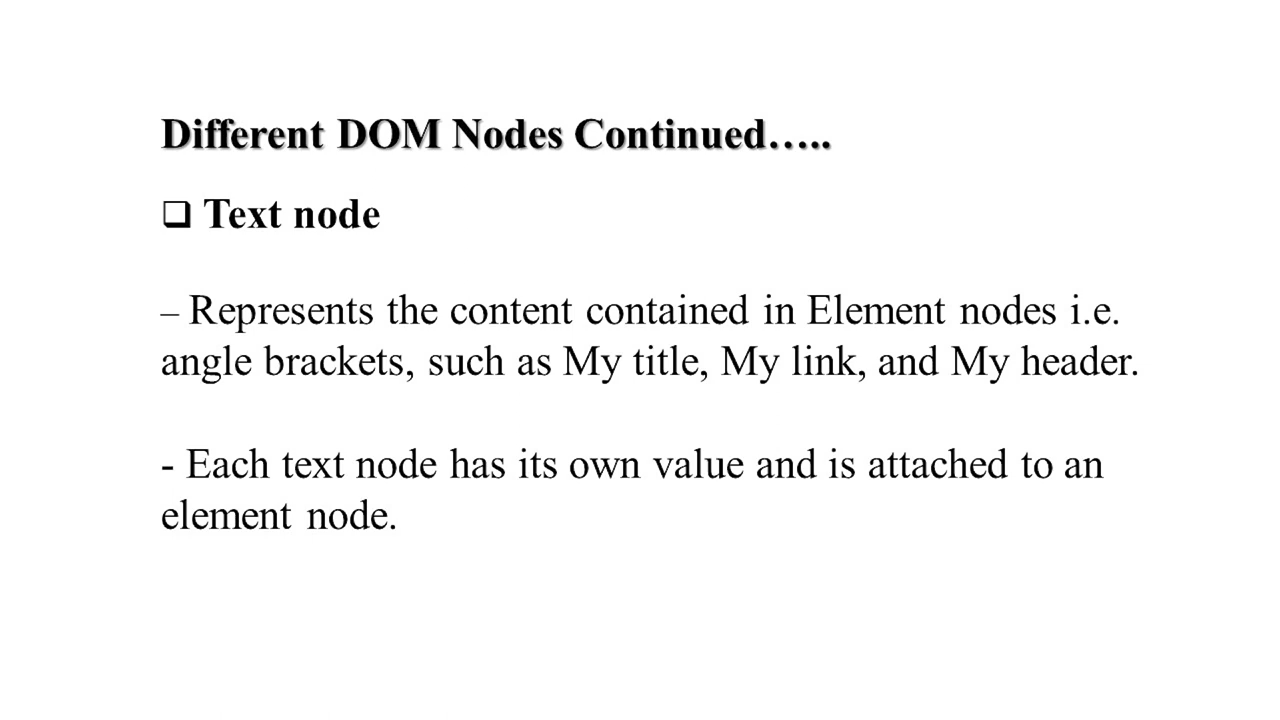 Different DOM Nodes Continued…..
❑ Text node
– Represents the content contained in Element nodes i.e.
angle brackets, such as My title, My link, and My header.
- Each text node has its own value and is attached to an
element node.